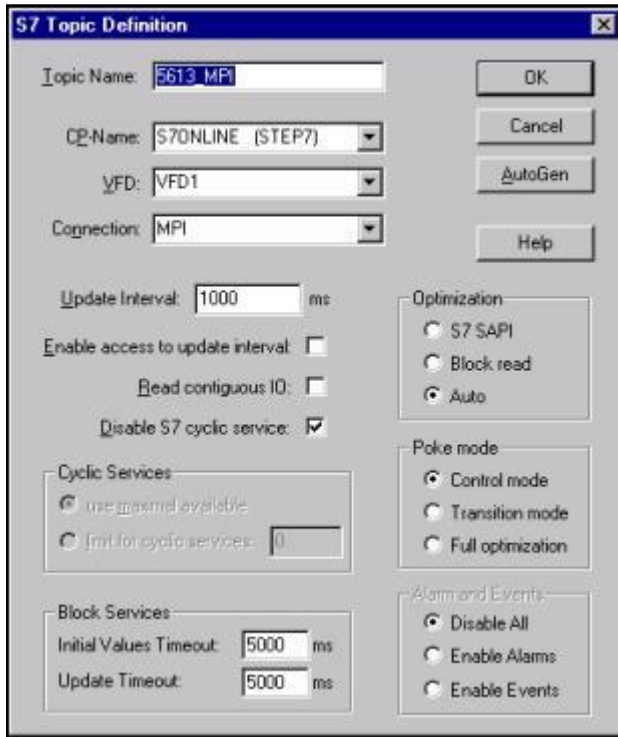 S7 Topic Definition
Topic Name: 5613_MPI
OK
CP-Name: S7ONLINE (STEP7)
Cancel
VFD: VFD1
AutoGen
Connection: MPI
Help
Update Interval: 1000 ms
Enable access to update interval:
Read contiguous IO:
Disable S7 cyclic service:
Optimization
S7 SAPI
Block read
Auto
Cyclic Services
use maximal available
limit for cyclic services: 0
Poke mode
Control mode
Transition mode
Full optimization
Block Services
Initial Values Timeout: 5000 ms
Update Timeout: 5000 ms
Alarm and Events
Disable All
Enable Alarms
Enable Events